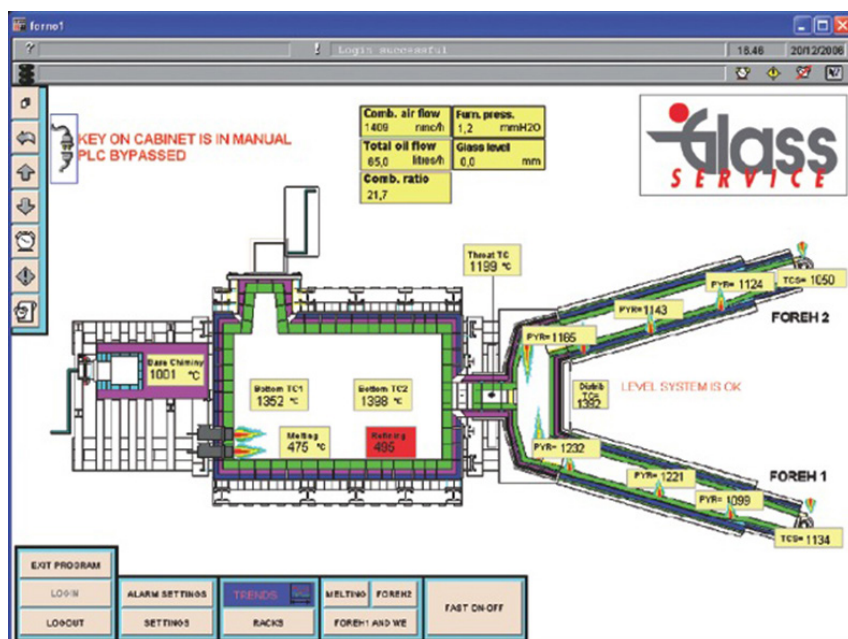 forno1
? ! Login successful 16.46 20/12/2006
KEY ON CABINET IS IN MANUAL
PLC BYPASSED
Comb. air flow
1409 nmc/h
Furn. press.
1,2 mmH2O
Total oil flow
65,0 litres/h
Glass level
0,0 mm
Comb. ratio
21,7
Glass
SERVICE
Throat TC
1199 °C
TCS= 1050
PYR= 1124
PYR= 1143
PYR= 1165
FOREH 2
Base Chiminy
1001 °C
Bottom TC1
1352 °C
Bottom TC2
1398 °C
Distrib
1392
LEVEL SYSTEM IS OK
Melting
475 °C
Refining
495
PYR= 1232
PYR= 1221
PYR= 1099
FOREH 1
TCS= 1134
EXIT PROGRAM
LOGIN
ALARM SETTINGS
TRENDS
MELTING
FOREH2
FAST ON-OFF
LOGOUT
SETTINGS
RACKS
FOREH1 AND WE